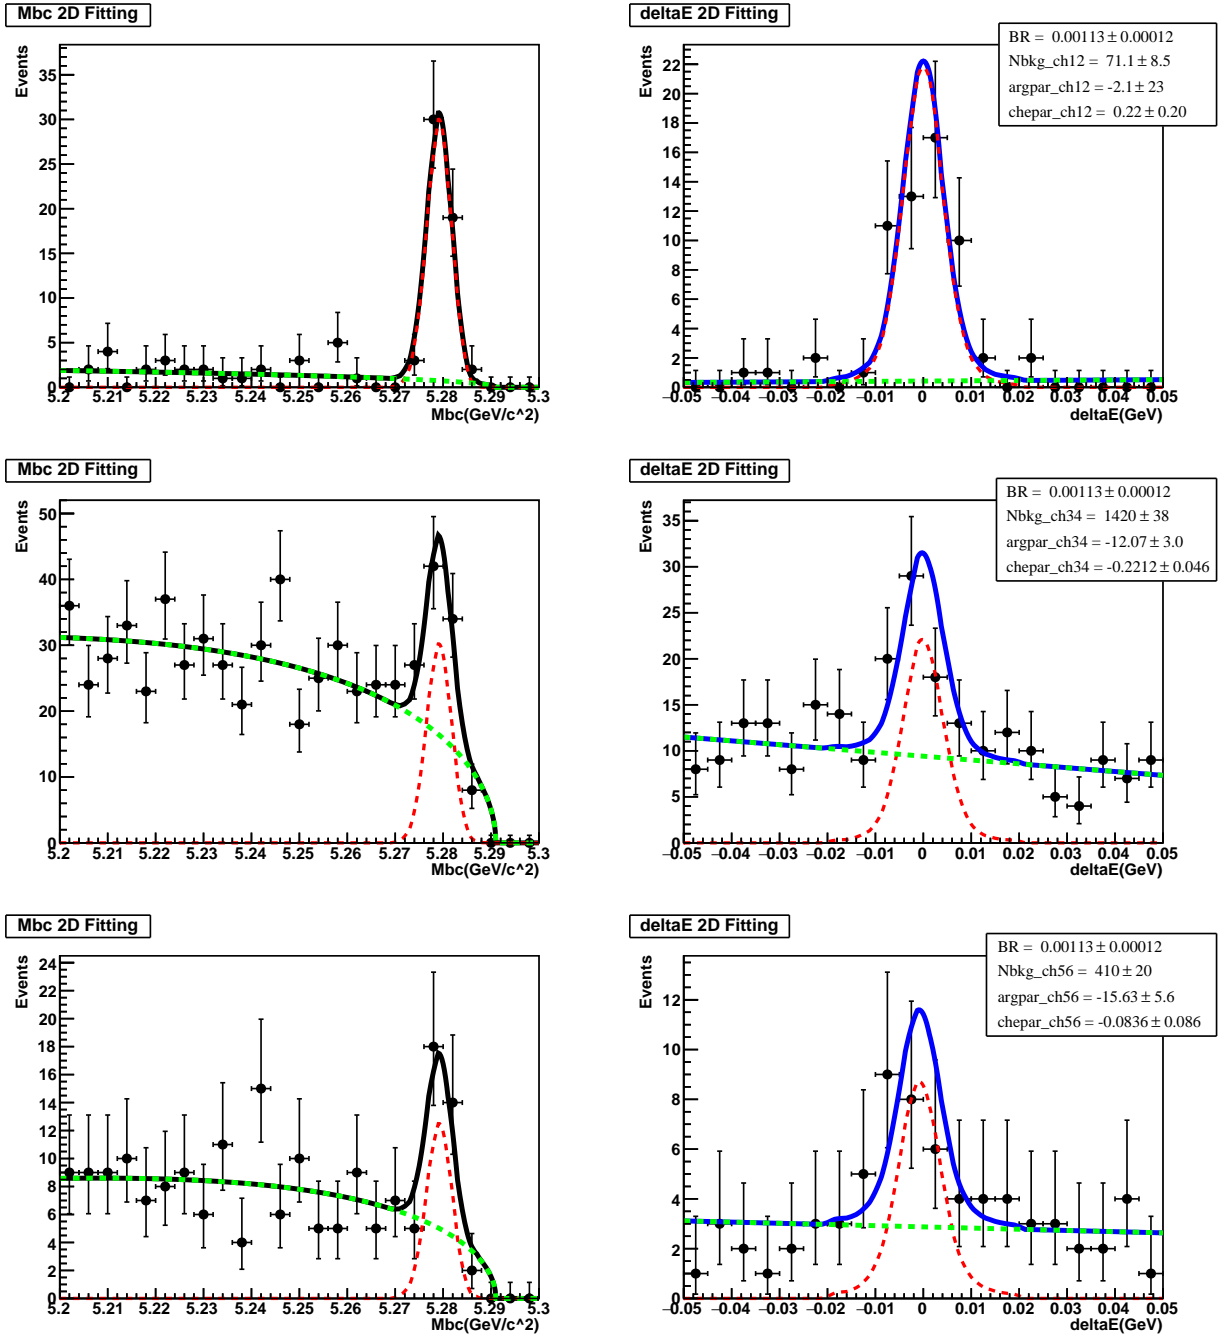 Mbc 2D Fitting
Events
35
30
25
20
15
10
5
0
5.2 5.21 5.22 5.23 5.24 5.25 5.26 5.27 5.28 5.29 5.3
Mbc(GeV/c^2)
deltaE 2D Fitting
BR = 0.00113 ± 0.00012
Nbkg_ch12 = 71.1 ± 8.5
argpar_ch12 = -2.1 ± 23
chepar_ch12 = 0.22 ± 0.20
Events
22
20
18
16
14
12
10
8
6
4
2
0
−0.05 −0.04 −0.03 −0.02 −0.01 0 0.01 0.02 0.03 0.04 0.05
deltaE(GeV)
Mbc 2D Fitting
Events
50
40
30
20
10
0
5.2 5.21 5.22 5.23 5.24 5.25 5.26 5.27 5.28 5.29 5.3
Mbc(GeV/c^2)
deltaE 2D Fitting
BR = 0.00113 ± 0.00012
Nbkg_ch34 = 1420 ± 38
argpar_ch34 = -12.07 ± 3.0
chepar_ch34 = -0.2212 ± 0.046
Events
35
30
25
20
15
10
5
0
−0.05 −0.04 −0.03 −0.02 −0.01 0 0.01 0.02 0.03 0.04 0.05
deltaE(GeV)
Mbc 2D Fitting
Events
24
22
20
18
16
14
12
10
8
6
4
2
0
5.2 5.21 5.22 5.23 5.24 5.25 5.26 5.27 5.28 5.29 5.3
Mbc(GeV/c^2)
deltaE 2D Fitting
BR = 0.00113 ± 0.00012
Nbkg_ch56 = 410 ± 20
argpar_ch56 = -15.63 ± 5.6
chepar_ch56 = -0.0836 ± 0.086
Events
12
10
8
6
4
2
0
−0.05 −0.04 −0.03 −0.02 −0.01 0 0.01 0.02 0.03 0.04 0.05
deltaE(GeV)